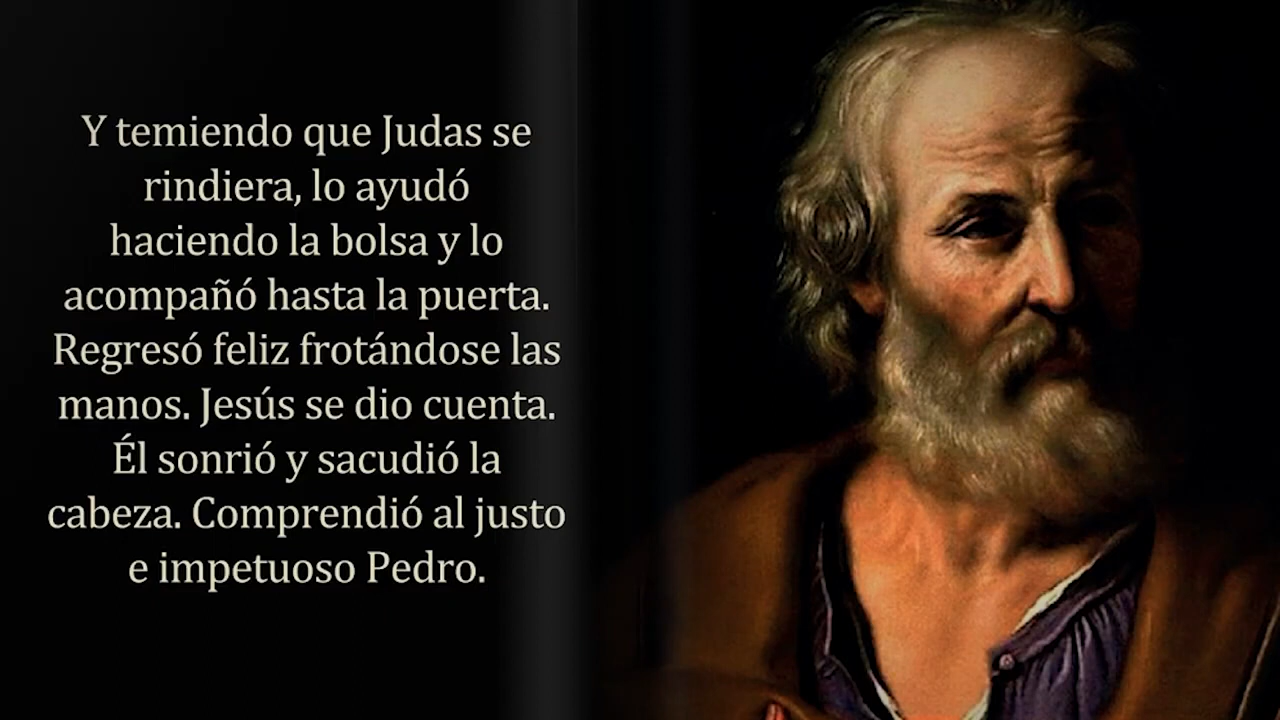 Y temiendo que Judas se
rindiera, lo ayudó
haciendo la bolsa y lo
acompañó hasta la puerta.
Regresó feliz frotándose las
manos. Jesús se dio cuenta.
Él sonrió y sacudió la
cabeza. Comprendió al justo
e impetuoso Pedro.